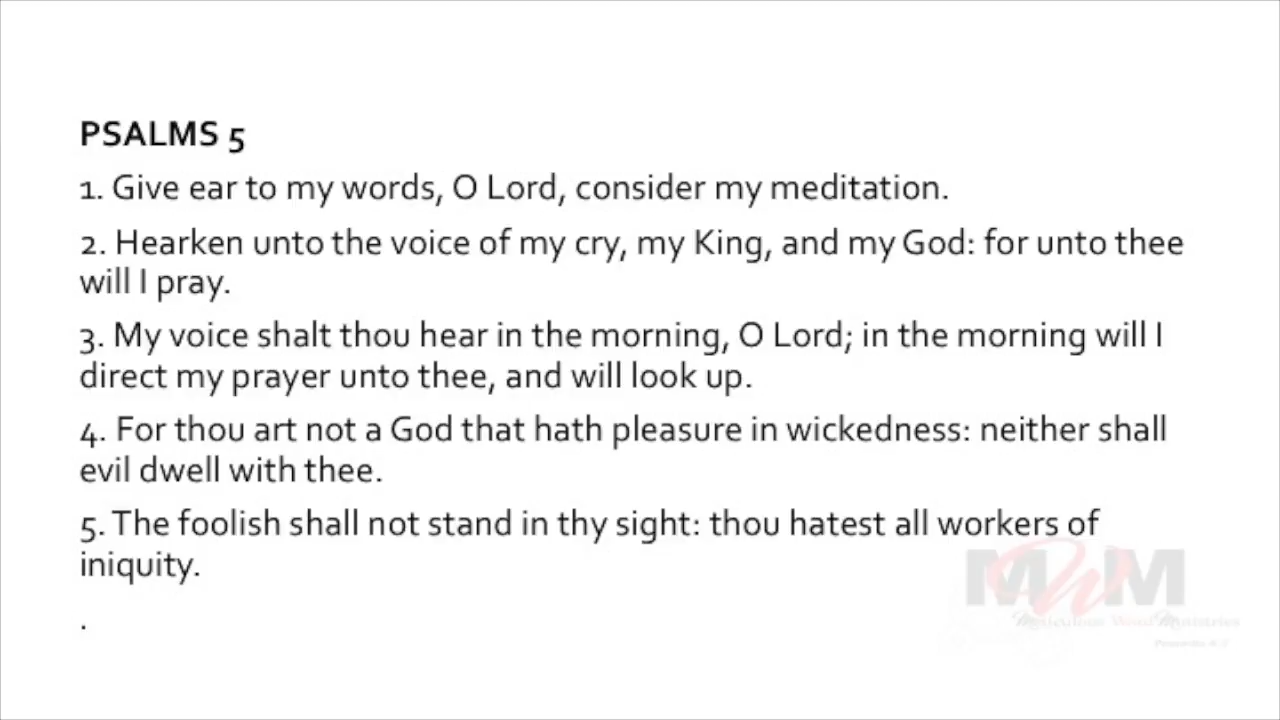 PSALMS 5
1. Give ear to my words, O Lord, consider my meditation.
2. Hearken unto the voice of my cry, my King, and my God: for unto thee
will I pray.
3. My voice shalt thou hear in the morning, O Lord; in the morning will I
direct my prayer unto thee, and will look up.
4. For thou art not a God that hath pleasure in wickedness: neither shall
evil dwell with thee.
5. The foolish shall not stand in thy sight: thou hatest all workers of
iniquity.
.
MWM
Word Ministries